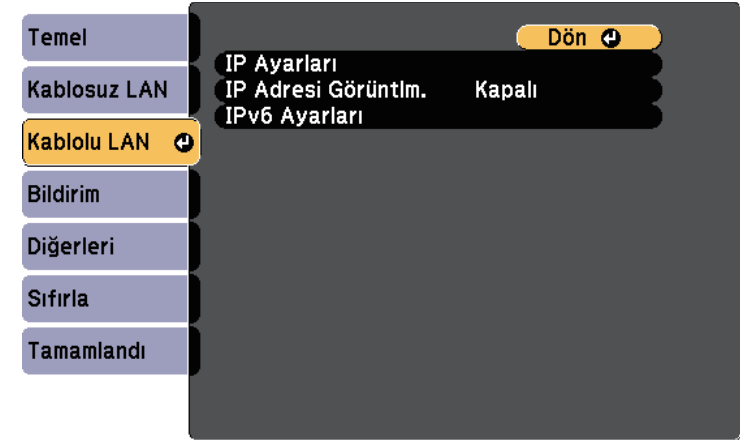 Temel
Kablosuz LAN
Kablolu LAN
Bildirim
Diğerleri
Sıfırla
Tamamlandı
Dön
IP Ayarları
IP Adresi Görüntlm. Kapalı
IPv6 Ayarları